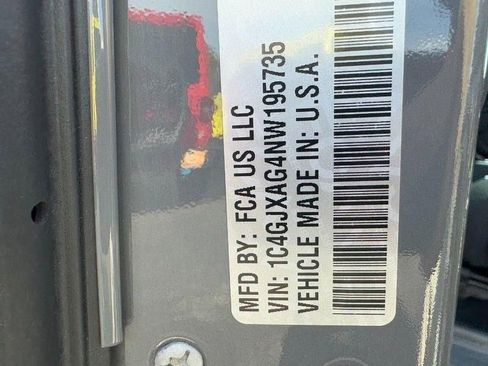 MFD BY: FCA US LLC
VIN: 1C4GJXAG4NW195735
VEHICLE MADE IN: U.S.A.